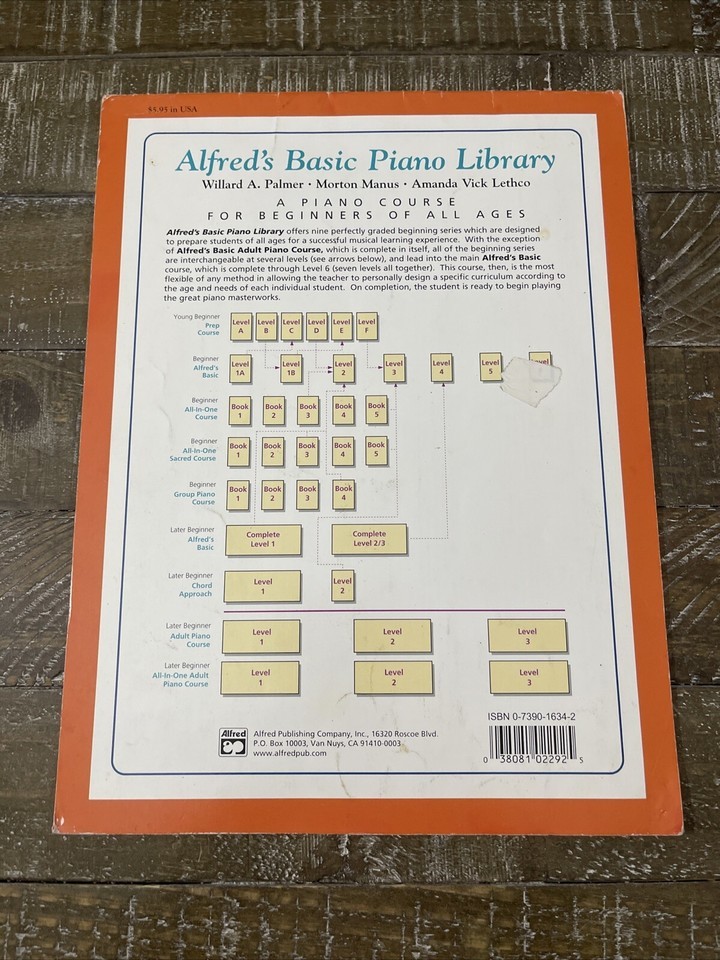 $5.95 in USA
Alfred's Basic Piano Library
Willard A. Palmer • Morton Manus • Amanda Vick Lethco
A PIANO COURSE
FOR BEGINNERS OF ALL AGES
Alfred's Basic Piano Library offers nine perfectly graded beginning series which are designed
to prepare students of all ages for a successful musical learning experience. With the exception
of Alfred's Basic Adult Piano Course, which is complete in itself, all of the beginning series
are interchangeable at several levels (see arrows below), and lead into the main Alfred's Basic
course, which is complete through Level 6 (seven levels all together). This course, then, is the most
flexible of any method in allowing the teacher to personally design a specific curriculum according to
the age and needs of each individual student. On completion, the student is ready to begin playing
the great piano masterworks.
Young Beginner
Prep
Course
Level A
Level B
Level C
Level D
Level E
Level F
Beginner
Alfred's
Basic
Level 1A
Level 1B
Level 2
Level 3
Level 4
Level 5
Level
Beginner
All-In-One
Course
Book 1
Book 2
Book 3
Book 4
Book 5
Beginner
All-In-One
Sacred Course
Book 1
Book 2
Book 3
Book 4
Book 5
Beginner
Group Piano
Course
Book 1
Book 2
Book 3
Book 4
Later Beginner
Alfred's
Basic
Complete
Level 1
Complete
Level 2/3
Later Beginner
Chord
Approach
Level 1
Level 2
Later Beginner
Adult Piano
Course
Level 1
Level 2
Level 3
Later Beginner
All-In-One Adult
Piano Course
Level 1
Level 2
Level 3
ISBN 0-7390-1634-2
Alfred
Alfred Publishing Company, Inc., 16320 Roscoe Blvd.
P.O. Box 10003, Van Nuys, CA 91410-0003
www.alfredpub.com
0 38081 02292 5